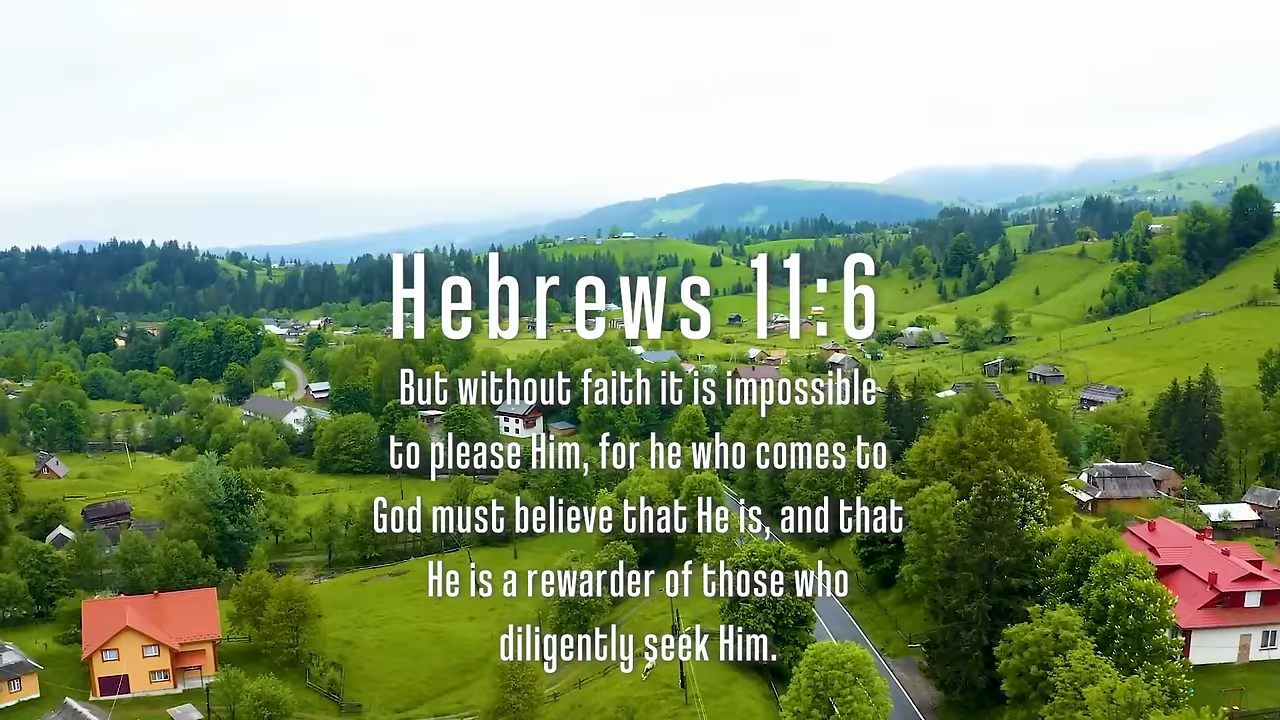 Hebrews 11:6
But without faith it is impossible
to please Him, for he who comes to
God must believe that He is, and that
He is a rewarder of those who
diligently seek Him.